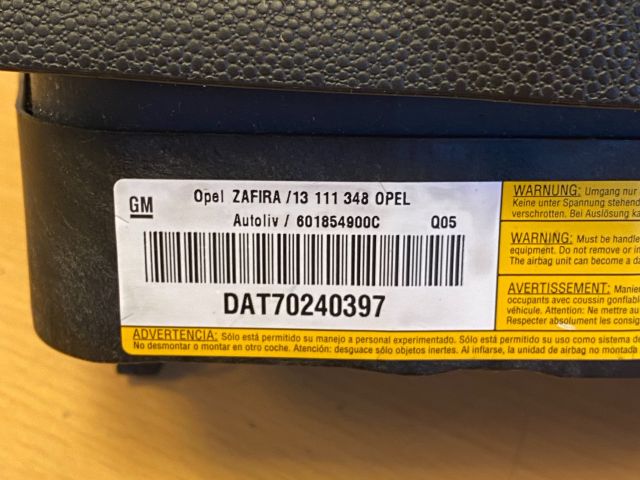 GM
Opel ZAFIRA /13 111 348 OPEL
Autoliv / 601854900C Q05
DAT70240397
WARNUNG: Umgang nur
Keine unter Spannung stehend
verschrotten. Bei Auslösung ka
WARNING: Must be handle
equipment. Do not remove or in
The airbag unit can become a da
AVERTISSEMENT: Manie
occupants avec coussin gonflab
véhicule. Attention: Ne mettre au
Respecter absolument les consig
ADVERTENCIA: Sólo está permitido su manejo a personal experimentado. Sólo está permitido su uso como sistema de
No desmontar o montar en otro coche. Atención: desguace sólo objetos inertes. Al inflarse, la unidad de airbag no montada